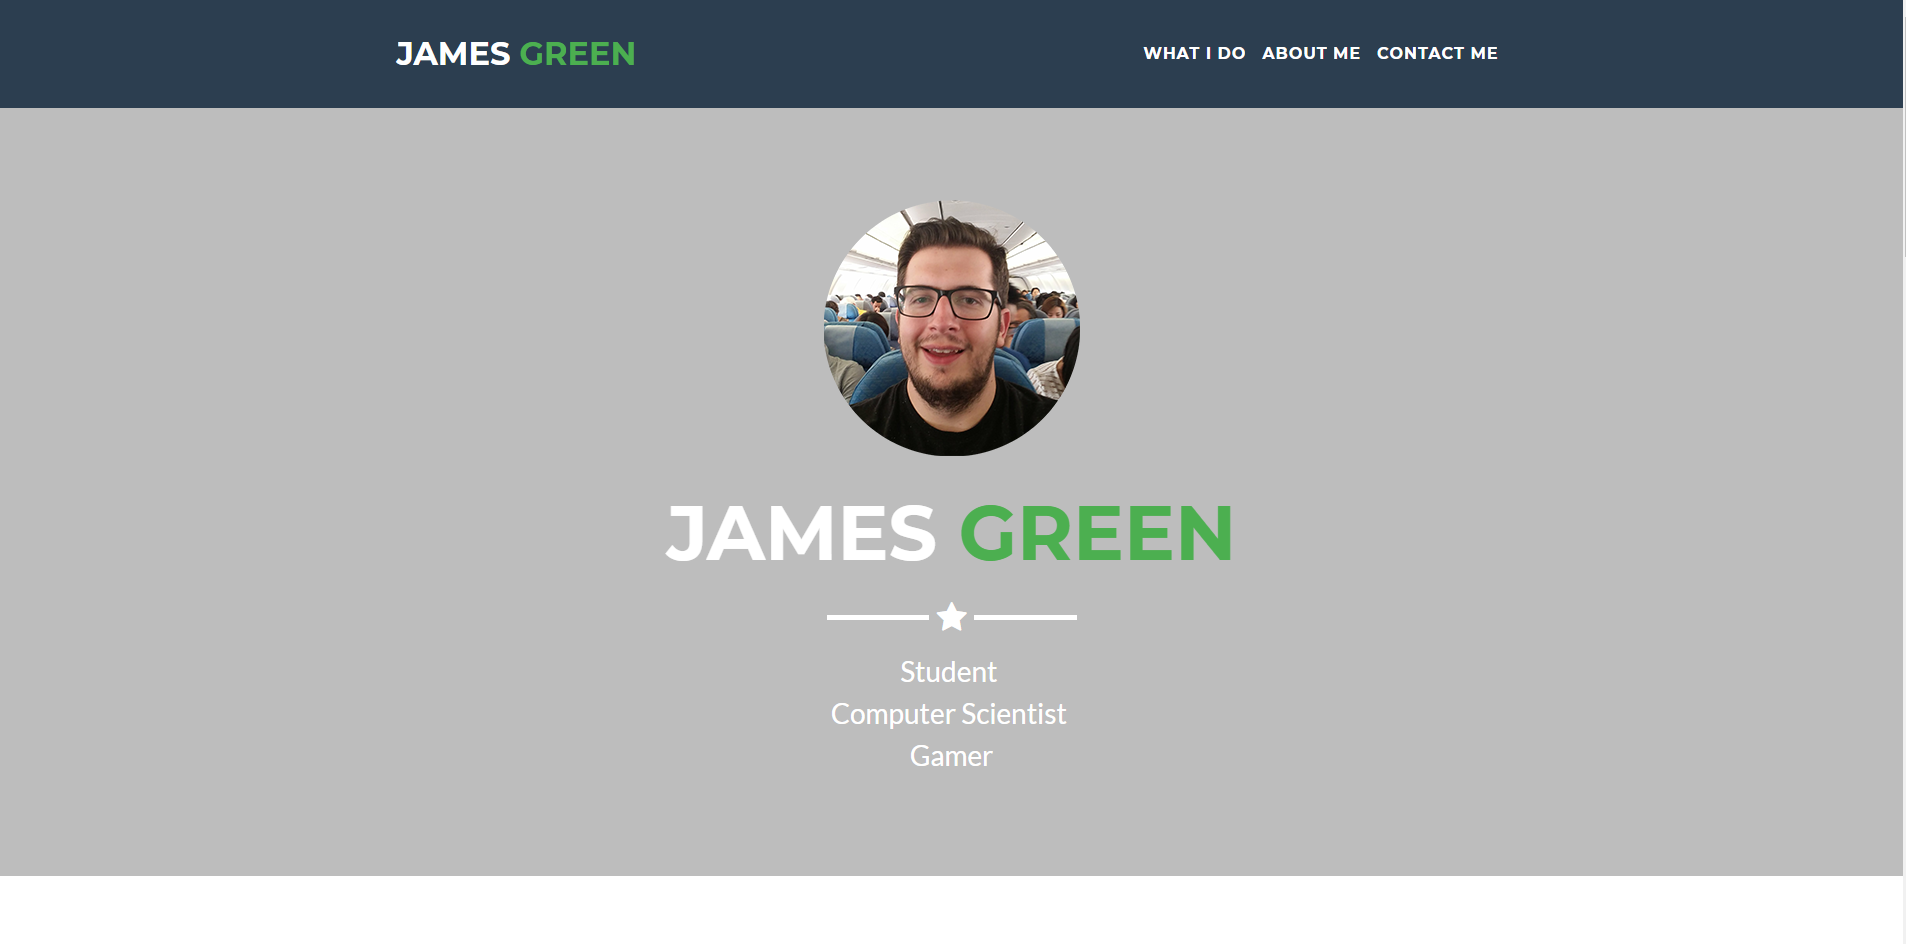 JAMES GREEN
WHAT I DO ABOUT ME CONTACT ME
JAMES GREEN
Student
Computer Scientist
Gamer